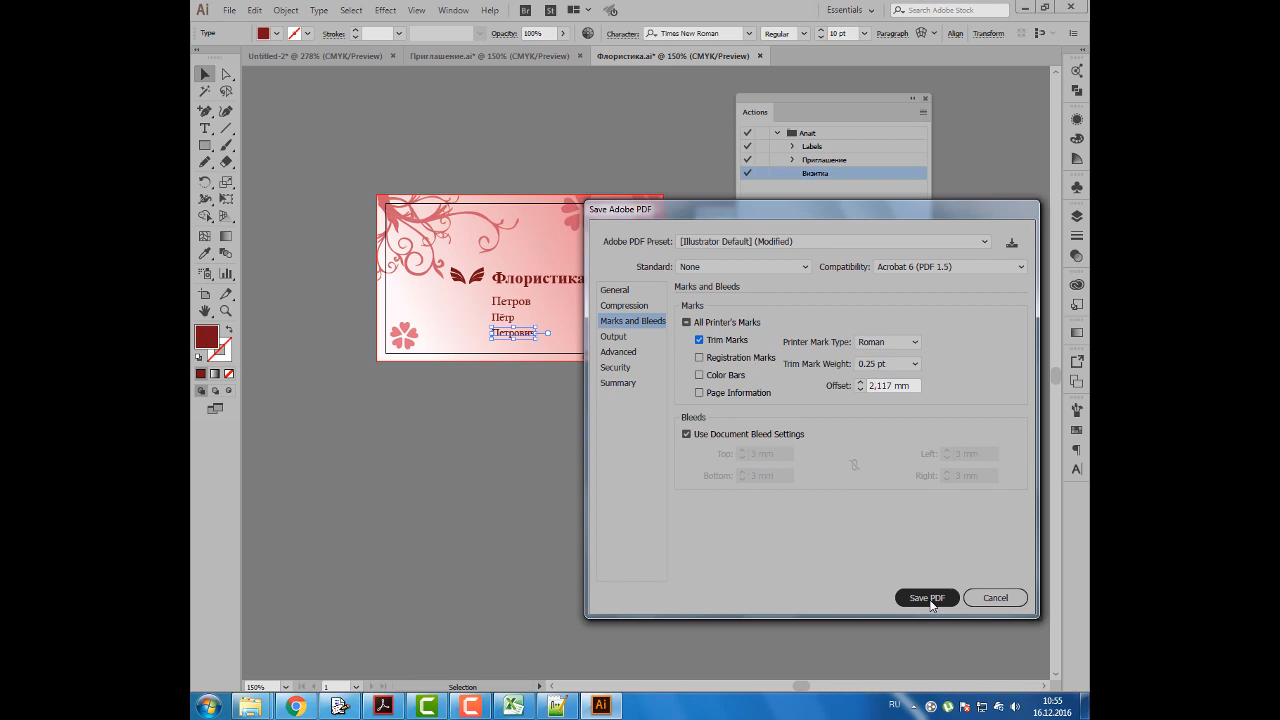 Ai File Edit Object Type Select Effect View Window Help Br St Essentials Search Adobe Stock
Type Strokes Opacity: 100% Character: Times New Roman Regular 10 pt Paragraph Align Transform
Untitled-2* @ 278% (CMYK/Preview) Приглашение.ai* @ 150% (CMYK/Preview) Флористика.ai* @ 150% (CMYK/Preview)
Actions
Anait
Labels
Приглашение
Визитка
Флористика
Петров
Пётр
Петрович
Save Adobe PDF
Adobe PDF Preset: [Illustrator Default] (Modified)
Standard: None Compatibility: Acrobat 6 (PDF 1.5)
General
Compression
Marks and Bleeds
Output
Advanced
Security
Summary
Marks and Bleeds
Marks
All Printer's Marks
Trim Marks Printer Mark Type: Roman
Registration Marks Trim Mark Weight: 0.25 pt
Color Bars Offset: 2,117 mm
Page Information
Bleeds
Use Document Bleed Settings
Top: 3 mm Left: 3 mm
Bottom: 3 mm Right: 3 mm
Save PDF Cancel
150% 1 Selection
RU 10:55
16.12.2016